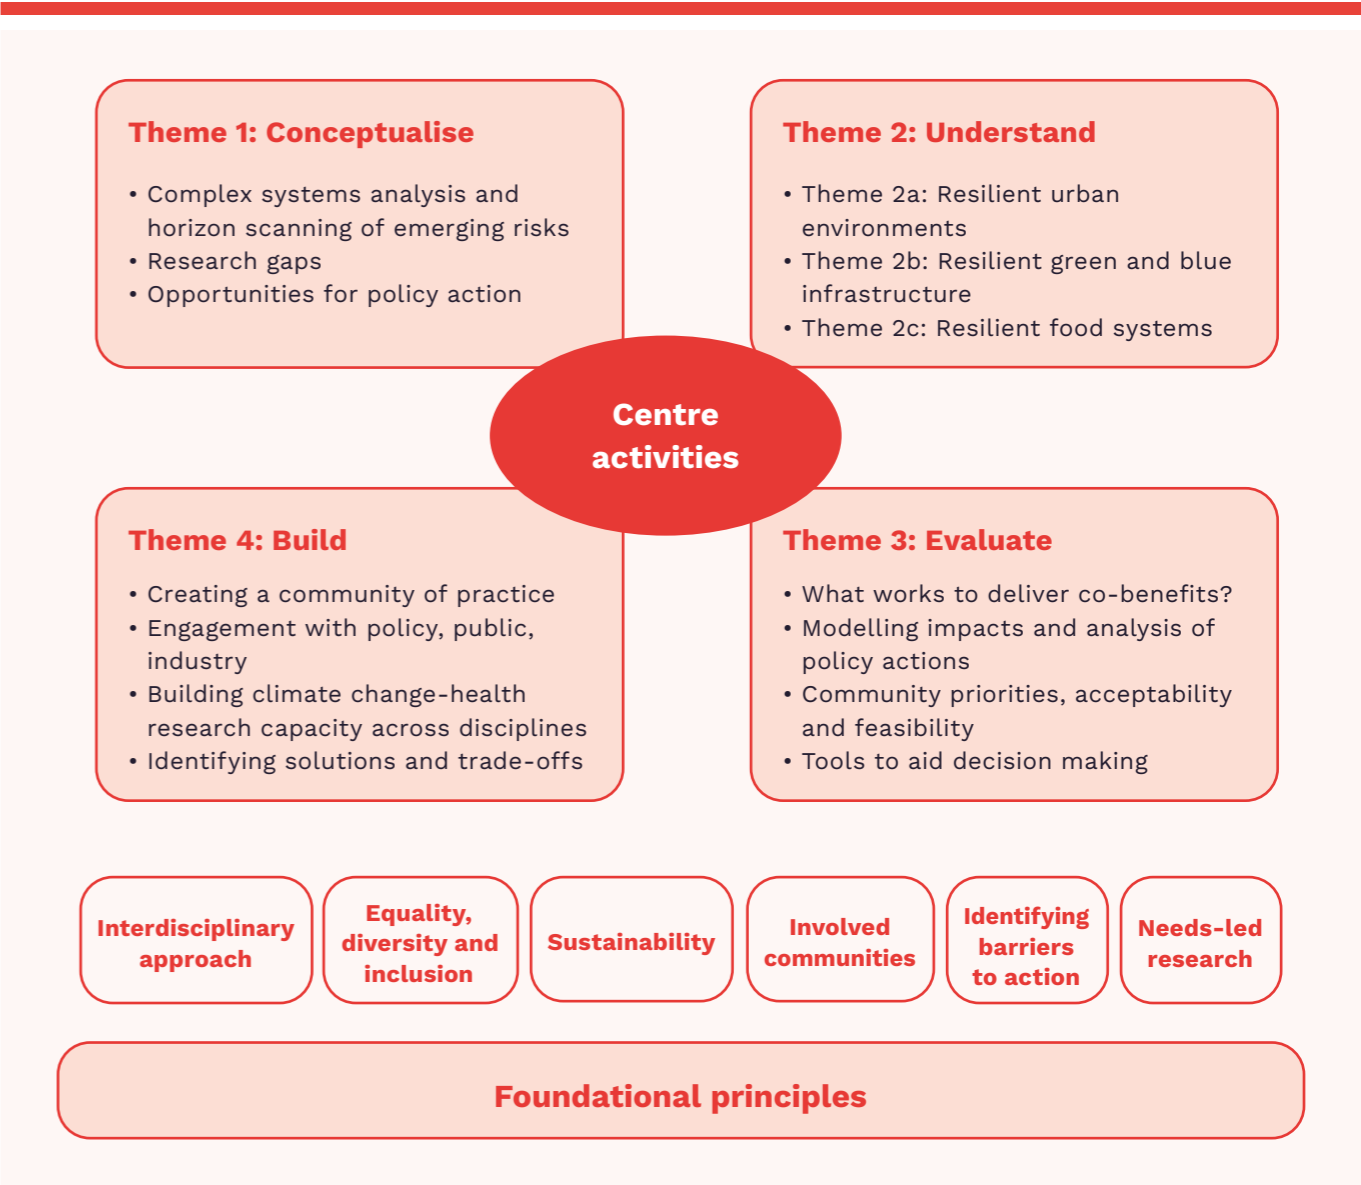 Theme 1: Conceptualise
• Complex systems analysis and
horizon scanning of emerging risks
• Research gaps
• Opportunities for policy action
Theme 2: Understand
• Theme 2a: Resilient urban
environments
• Theme 2b: Resilient green and blue
infrastructure
• Theme 2c: Resilient food systems
Centre
activities
Theme 4: Build
• Creating a community of practice
• Engagement with policy, public,
industry
• Building climate change-health
research capacity across disciplines
• Identifying solutions and trade-offs
Theme 3: Evaluate
• What works to deliver co-benefits?
• Modelling impacts and analysis of
policy actions
• Community priorities, acceptability
and feasibility
• Tools to aid decision making
Interdisciplinary
approach
Equality,
diversity and
inclusion
Sustainability
Involved
communities
Identifying
barriers
to action
Needs-led
research
Foundational principles